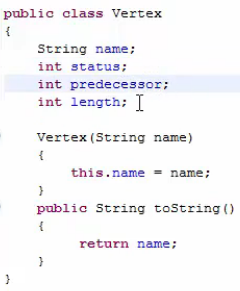 public class Vertex
{
String name;
int status;
int predecessor;
int length;
Vertex(String name)
{
this.name = name;
}
public String toString()
{
return name;
}
}